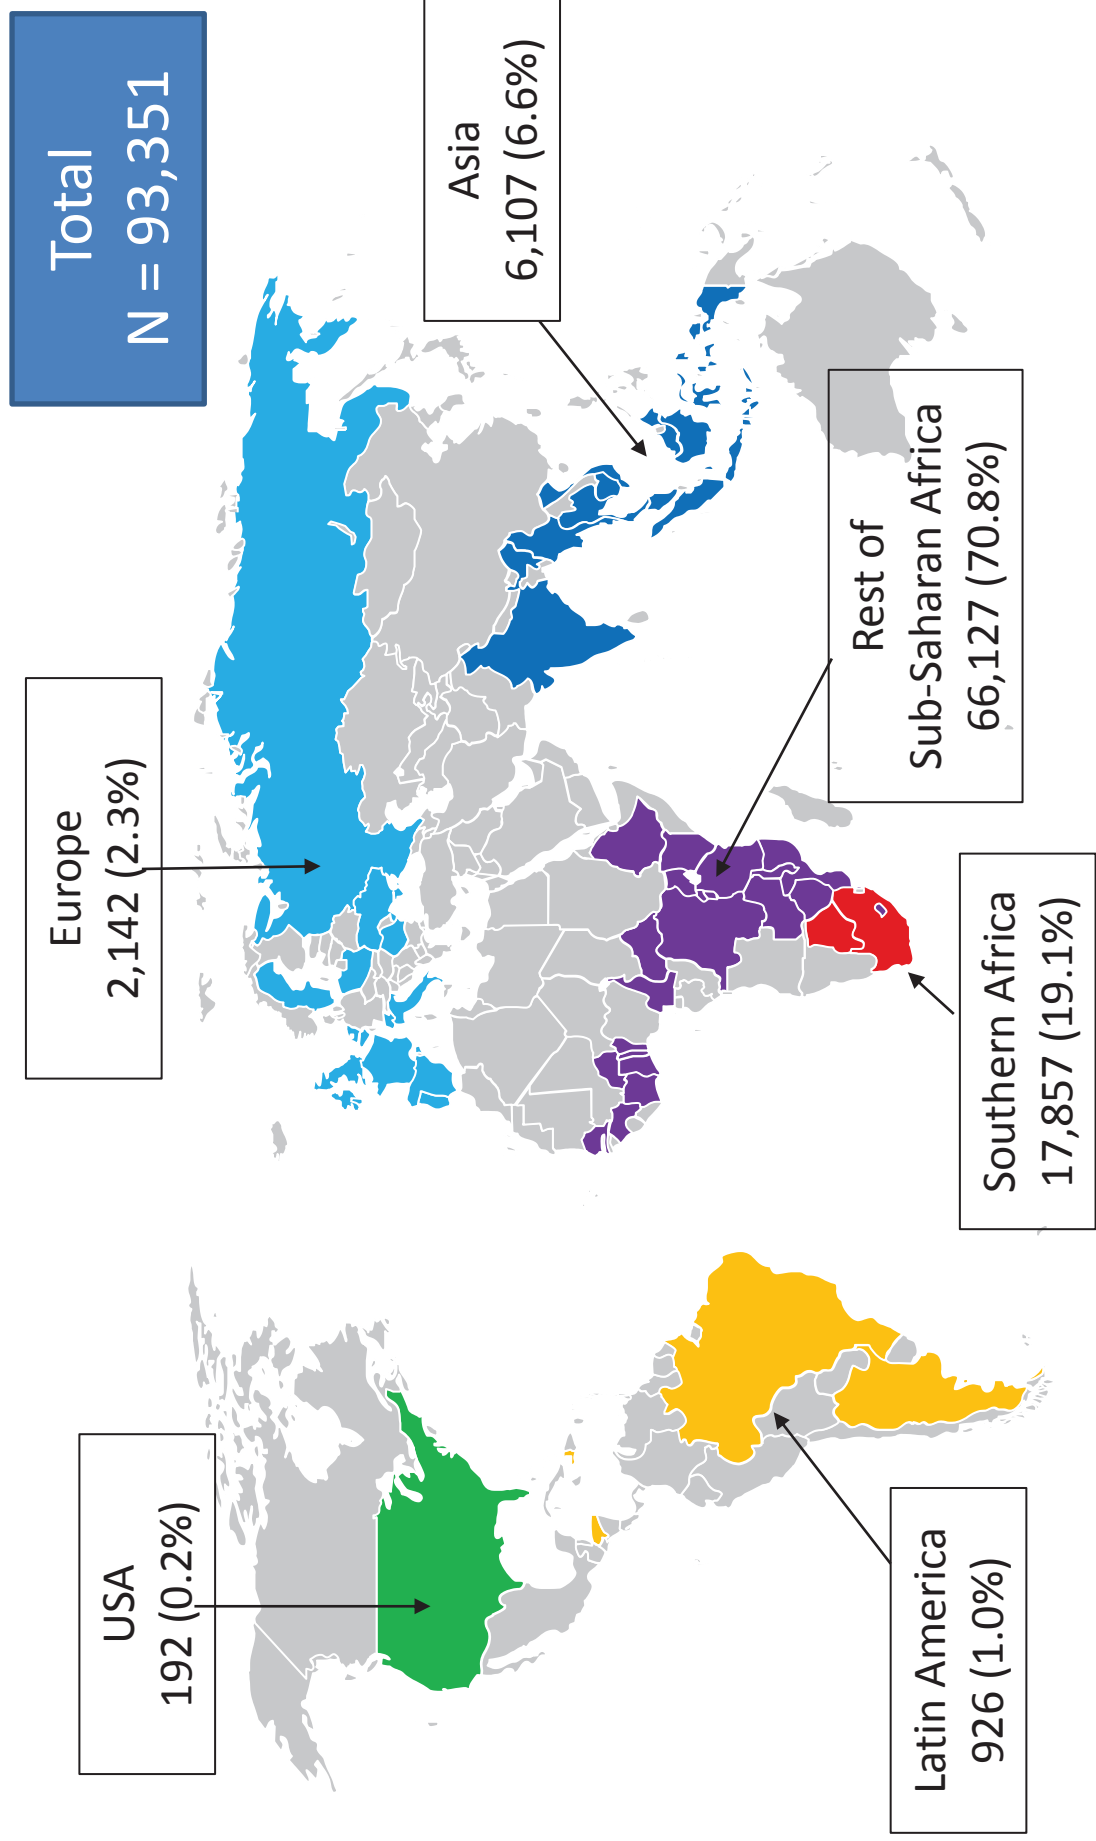 Total
N = 93,351
Europe
2,142 (2.3%)
Asia
6,107 (6.6%)
USA
192 (0.2%)
Rest of
Sub-Saharan Africa
66,127 (70.8%)
Latin America
926 (1.0%)
Southern Africa
17,857 (19.1%)